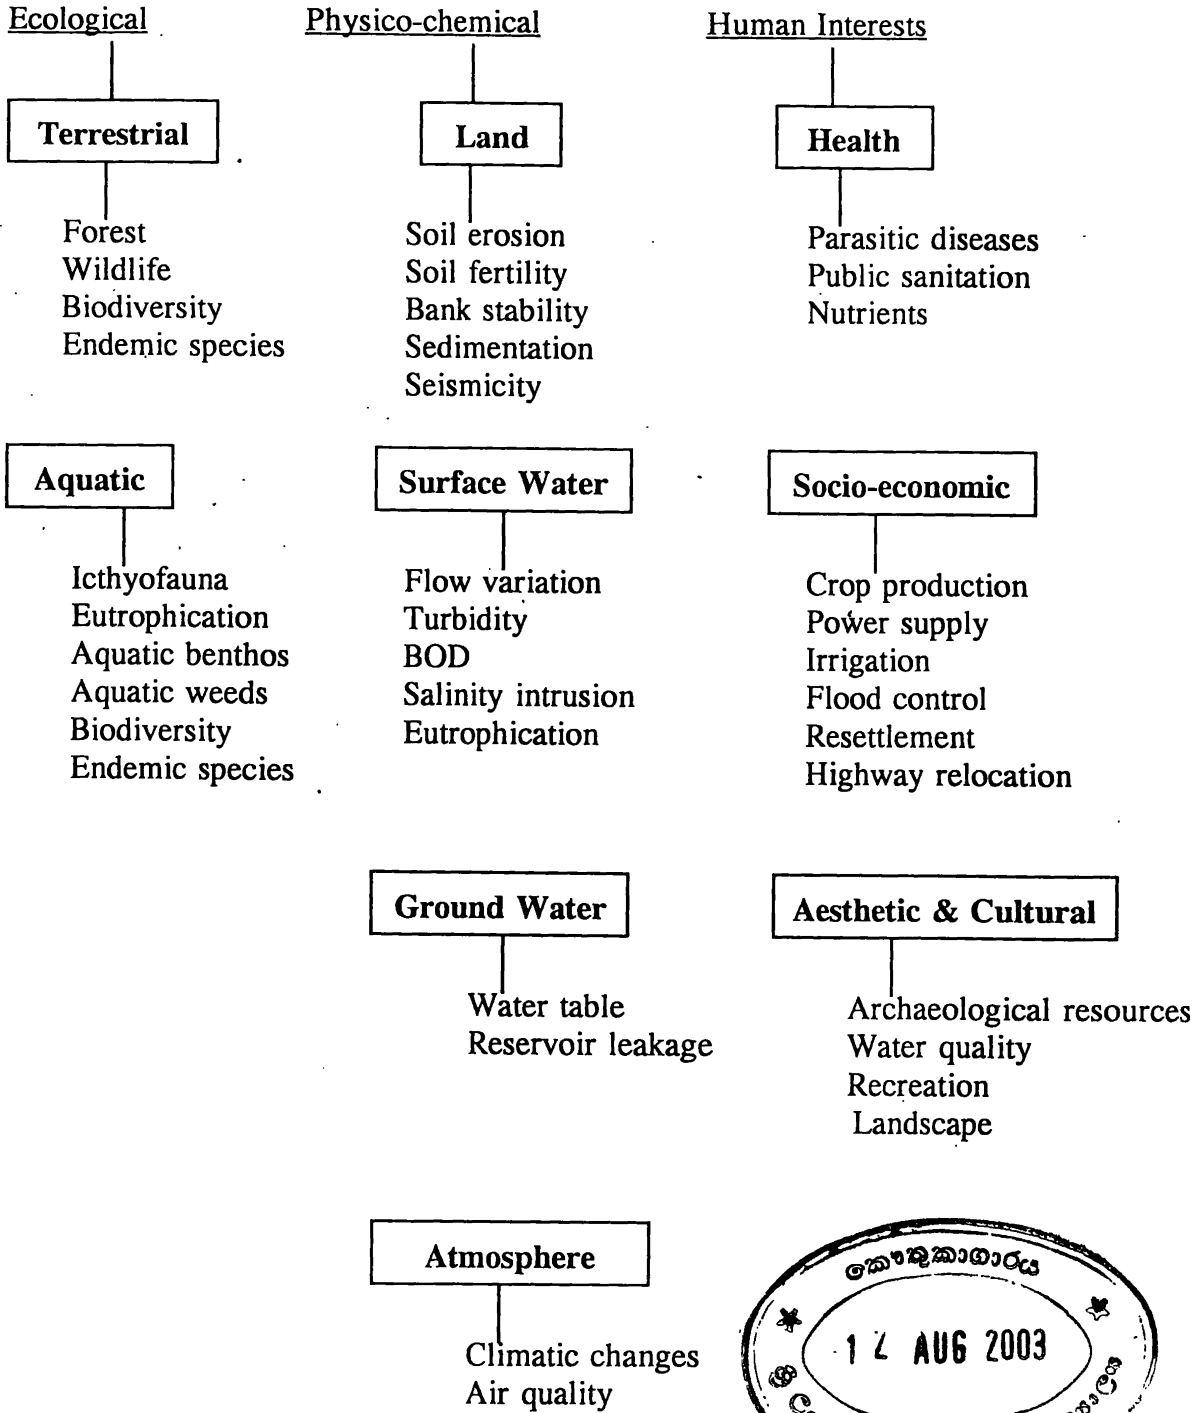 Ecological
Terrestrial
Forest
Wildlife
Biodiversity
Endemic species
Aquatic
Icthyofauna
Eutrophication
Aquatic benthos
Aquatic weeds
Biodiversity
Endemic species
Physico-chemical
Land
Soil erosion
Soil fertility
Bank stability
Sedimentation
Seismicity
Surface Water
Flow variation
Turbidity
BOD
Salinity intrusion
Eutrophication
Ground Water
Water table
Reservoir leakage
Atmosphere
Climatic changes
Air quality
Human Interests
Health
Parasitic diseases
Public sanitation
Nutrients
Socio-economic
Crop production
Power supply
Irrigation
Flood control
Resettlement
Highway relocation
Aesthetic & Cultural
Archaeological resources
Water quality
Recreation
Landscape
කෞතුකාගාරය
AUG 2003